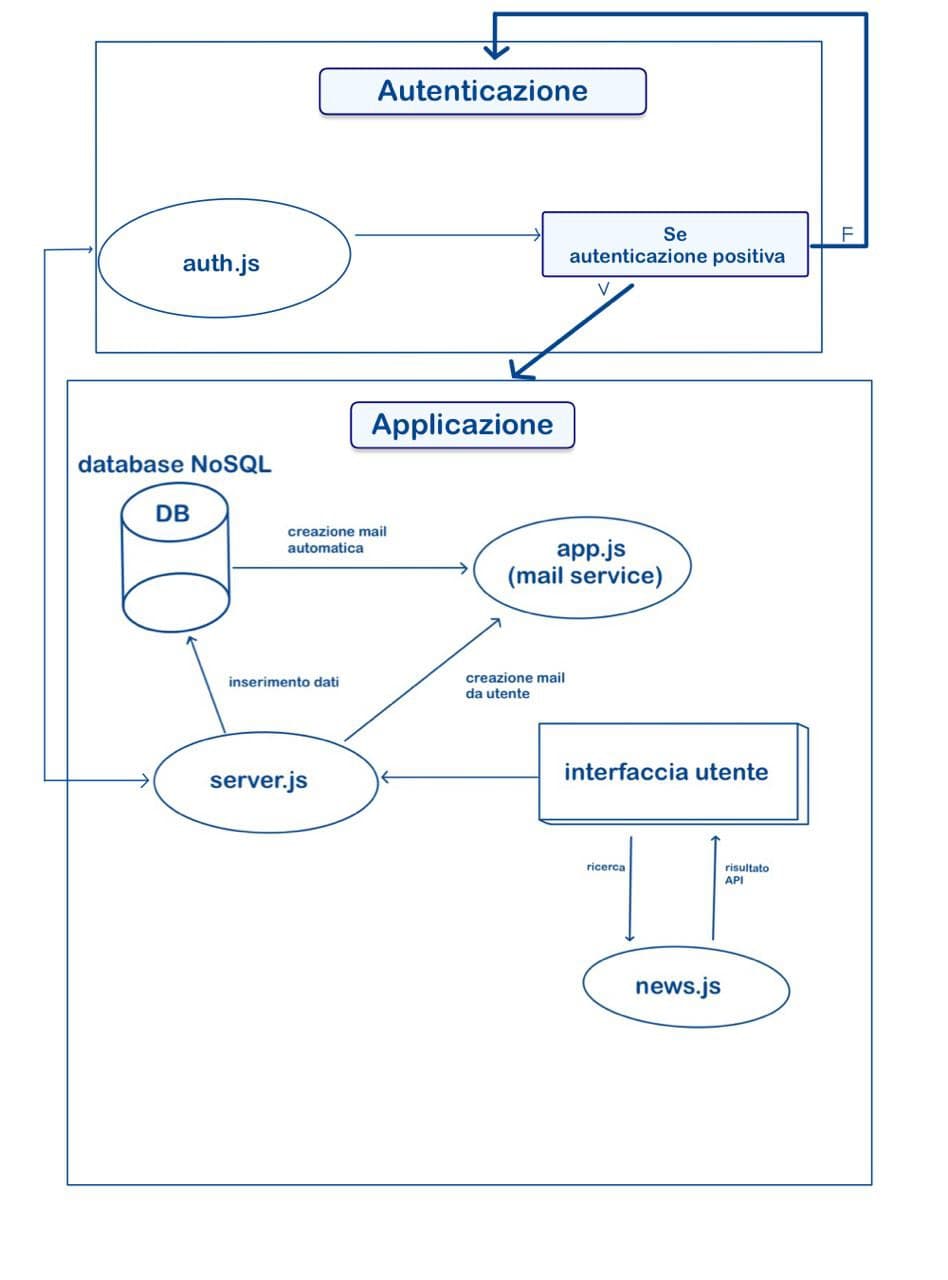 Autenticazione
auth.js
Se
autenticazione positiva
F
V
Applicazione
database NoSQL
DB
creazione mail
automatica
app.js
(mail service)
inserimento dati
creazione mail
da utente
server.js
interfaccia utente
ricerca
risultato
API
news.js